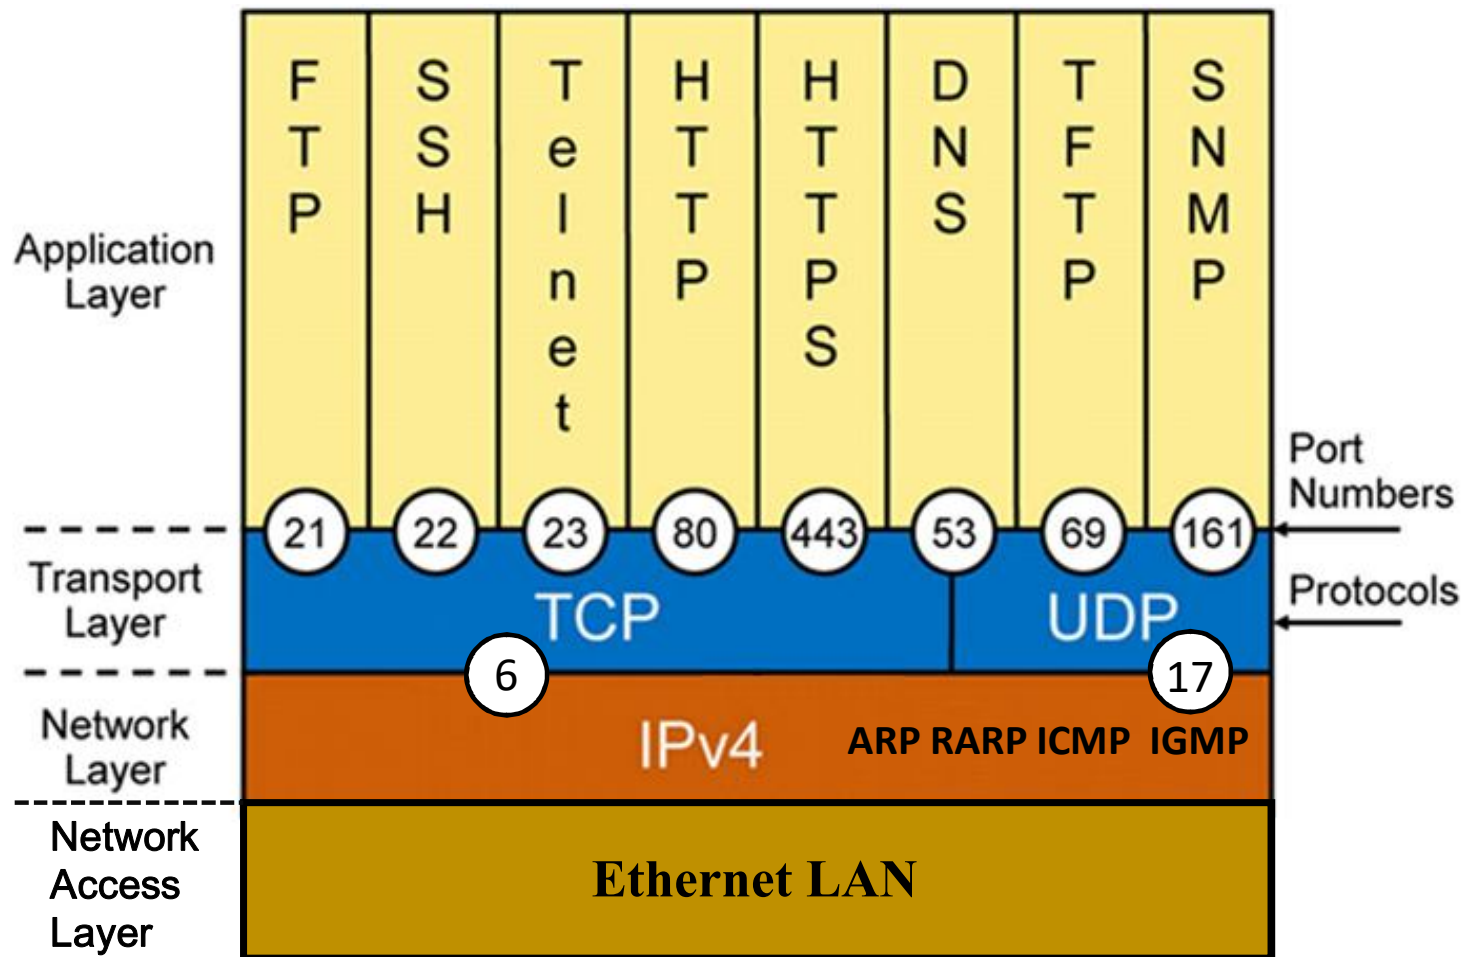 FTP
SSH
Telnet
HTTP
HTTPS
DNS
TFTP
SNMP
Application
Layer
Port
Numbers
21 22 23 80 443 53 69 161
Transport
Layer
TCP
UDP
Protocols
6
17
Network
Layer
IPv4
ARP RARP ICMP IGMP
Network
Access
Layer
Ethernet LAN